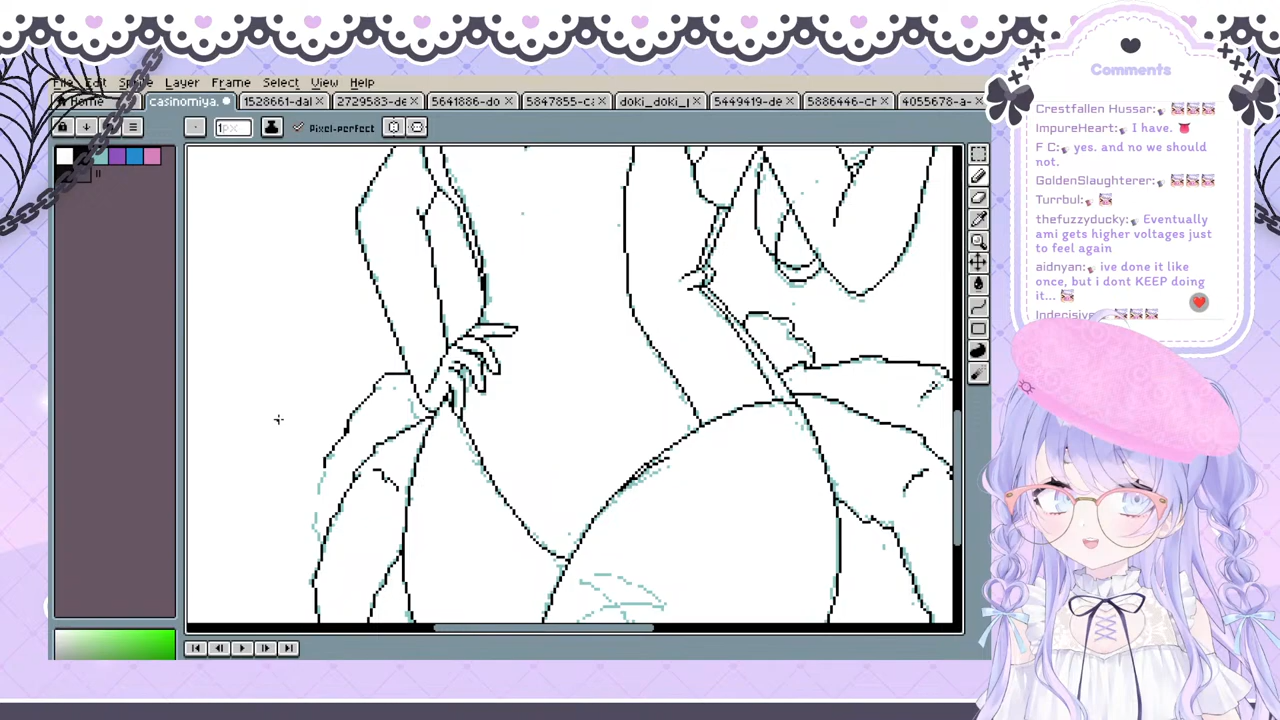 File Edit Sprite Layer Frame Select View Help
Home casinomiya. 1528661-dal 2729583-de 5641886-do 5847855-c doki_doki_l 5449419-de 5886446-ch 4055678-a-
1px Pixel-perfect
Comments
Crestfallen Hussar:
ImpureHeart: I have.
F C: yes. and no we should
not.
GoldenSlaughterer:
Turrbul:
thefuzzyducky: Eventually
ami gets higher voltages just
to feel again
aidnyan: ive done it like
once, but i dont KEEP doing
it...
Indecisive